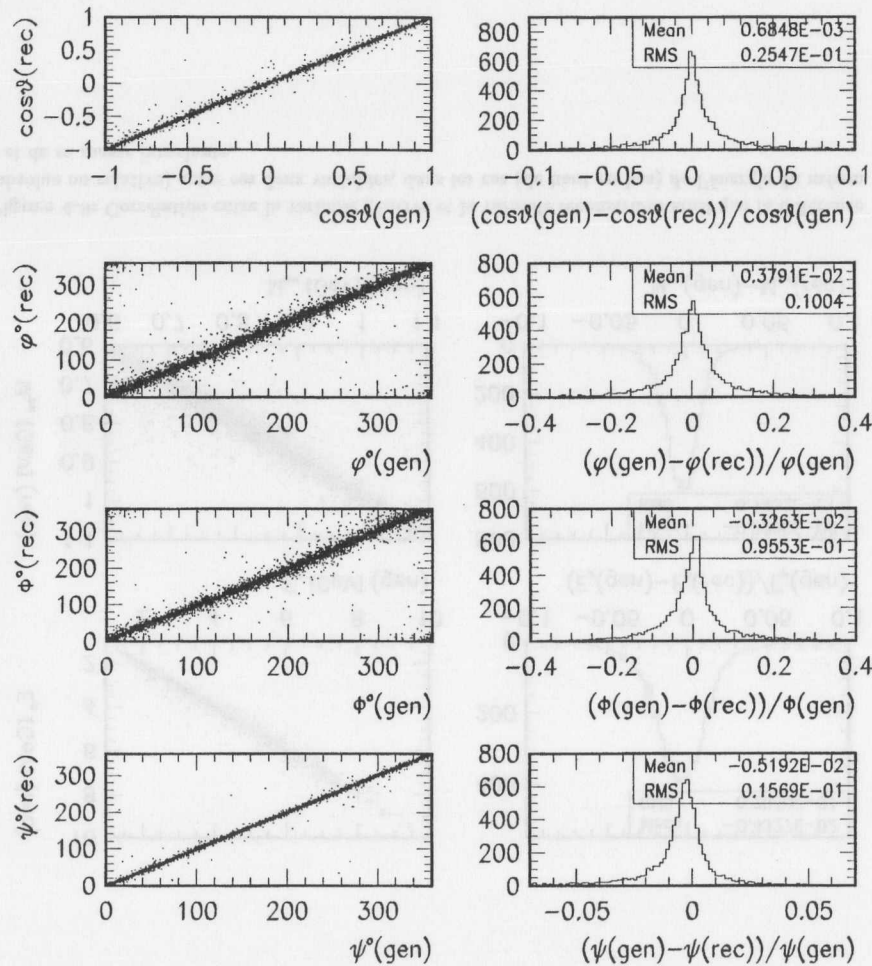 cosϑ(rec)
1
0.5
0
−0.5
−1
−1 −0.5 0 0.5 1
cosϑ(gen)
800
600
400
200
0
Mean 0.6848E−03
RMS 0.2547E−01
−0.1 −0.05 0 0.05 0.1
(cosϑ(gen)−cosϑ(rec))/cosϑ(gen)
φ°(rec)
300
200
100
0
0 100 200 300
φ°(gen)
800
600
400
200
0
Mean 0.3791E−02
RMS 0.1004
−0.4 −0.2 0 0.2 0.4
(φ(gen)−φ(rec))/φ(gen)
Φ°(rec)
300
200
100
0
0 100 200 300
Φ°(gen)
800
600
400
200
0
Mean −0.3263E−02
RMS 0.9553E−01
−0.4 −0.2 0 0.2 0.4
(Φ(gen)−Φ(rec))/Φ(gen)
ψ°(rec)
300
200
100
0
0 100 200 300
ψ°(gen)
800
600
400
200
0
Mean −0.5192E−02
RMS 0.1569E−01
−0.05 0 0.05
(ψ(gen)−ψ(rec))/ψ(gen)